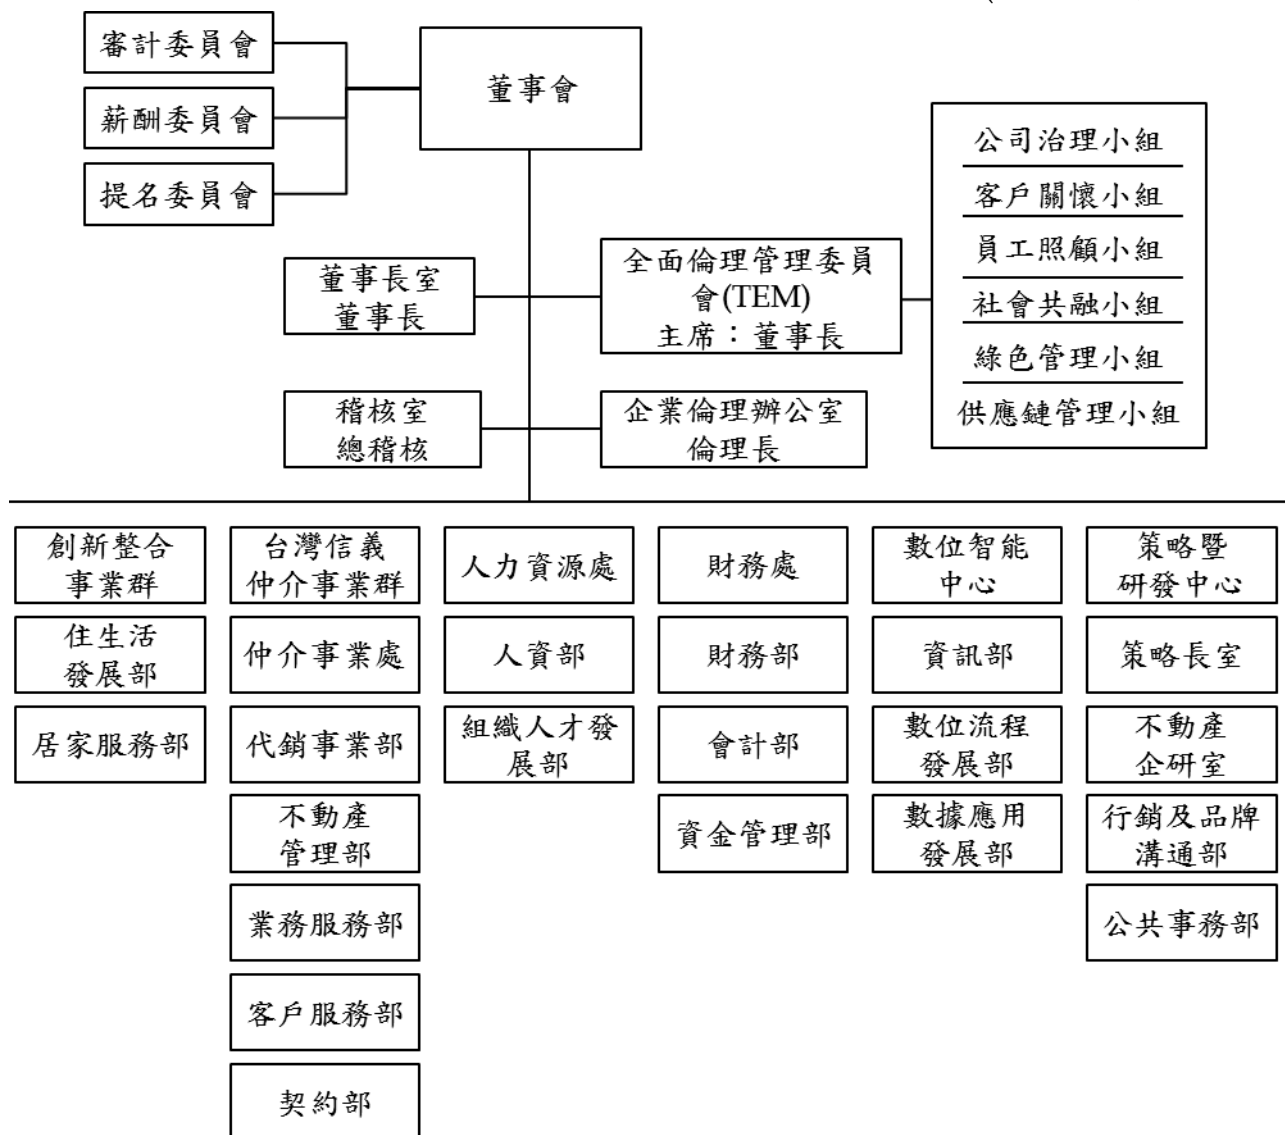 審計委員會
薪酬委員會
提名委員會
董事會
公司治理小組
客戶關懷小組
員工照顧小組
社會共融小組
綠色管理小組
供應鏈管理小組
董事長室
董事長
全面倫理管理委員
會(TEM)
主席：董事長
稽核室
總稽核
企業倫理辦公室
倫理長
創新整合
事業群
住生活
發展部
居家服務部
台灣信義
仲介事業群
仲介事業處
代銷事業部
不動產
管理部
業務服務部
客戶服務部
契約部
人力資源處
人資部
組織人才發
展部
財務處
財務部
會計部
資金管理部
數位智能
中心
資訊部
數位流程
發展部
數據應用
發展部
策略暨
研發中心
策略長室
不動產
企研室
行銷及品牌
溝通部
公共事務部